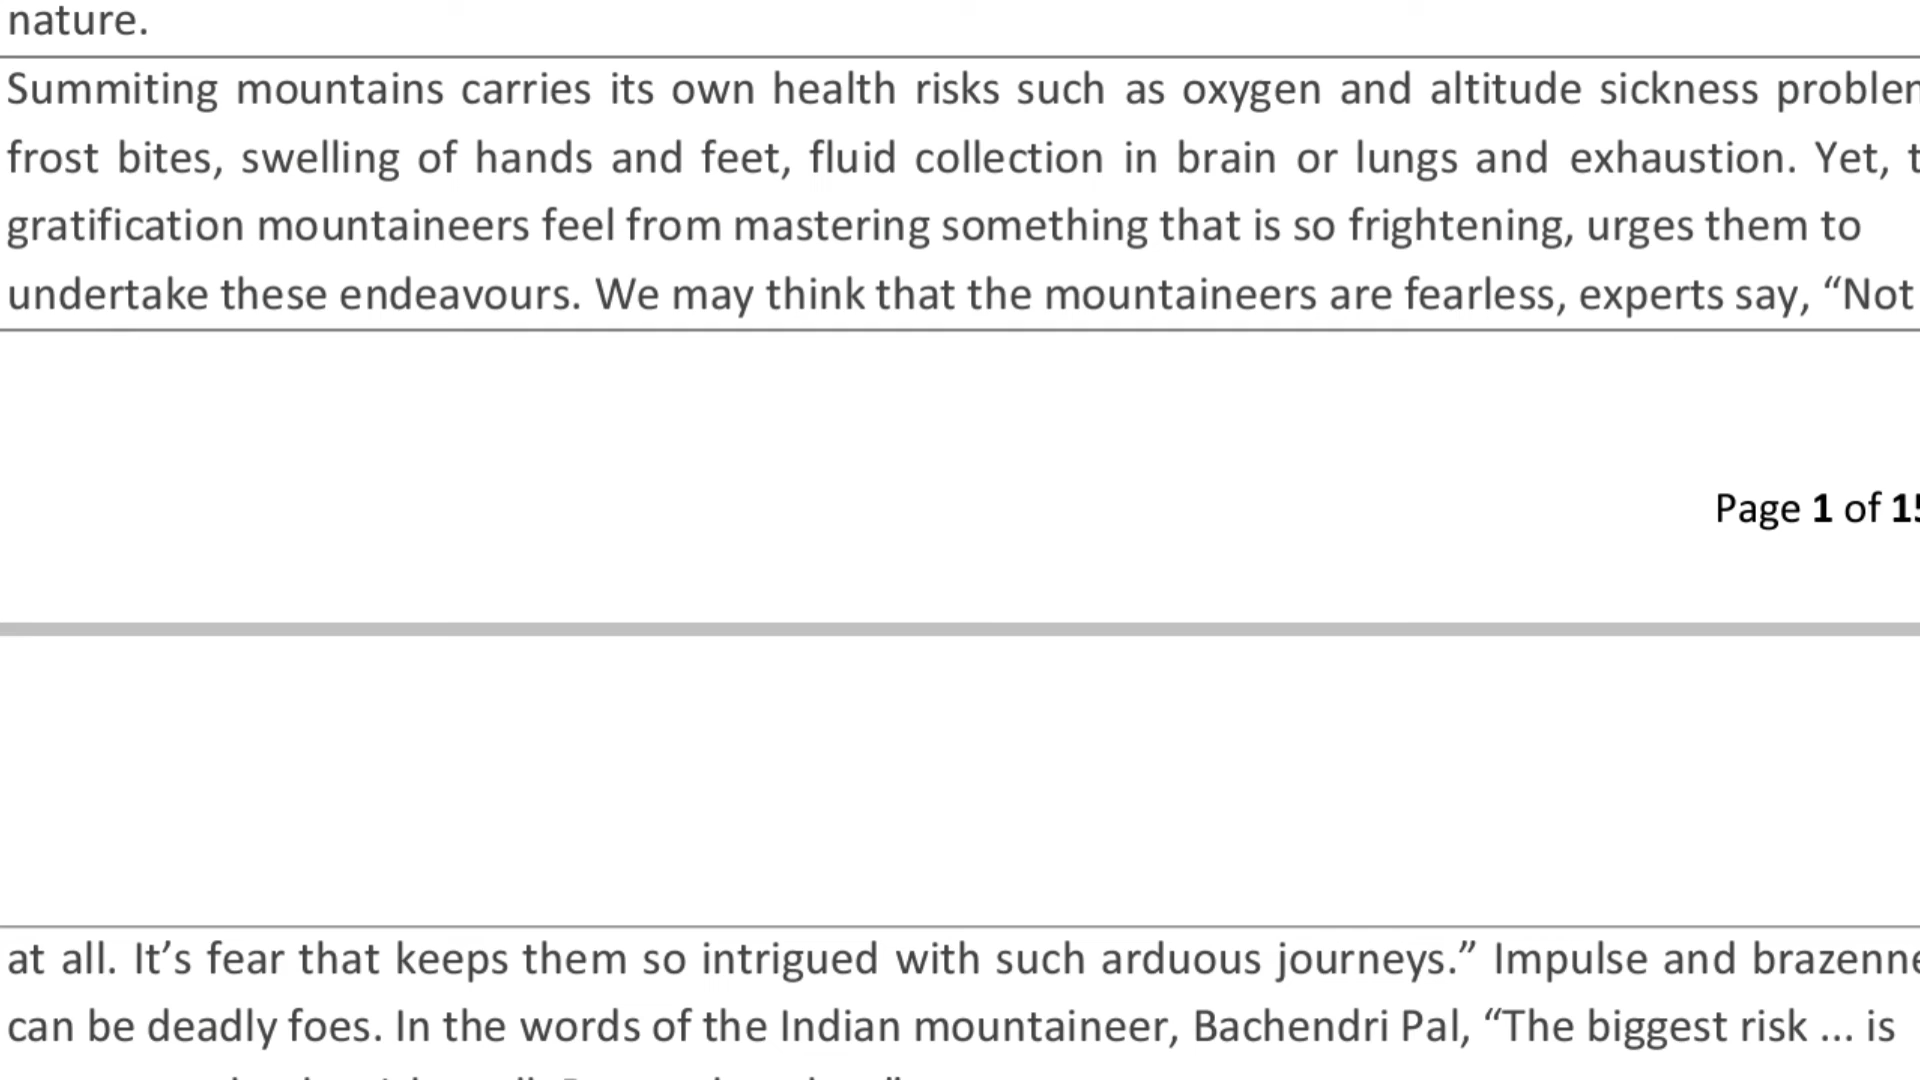 nature.
Summiting mountains carries its own health risks such as oxygen and altitude sickness
frost bites, swelling of hands and feet, fluid collection in brain or lungs and exhaustion. Yet,
gratification mountaineers feel from mastering something that is so frightening, urges them to
undertake these endeavours. We may think that the mountaineers are fearless, experts say, “Not
Page 1 of
at all. It’s fear that keeps them so intrigued with such arduous journeys.” Impulse and
can be deadly foes. In the words of the Indian mountaineer, Bachendri Pal, “The biggest risk ... is